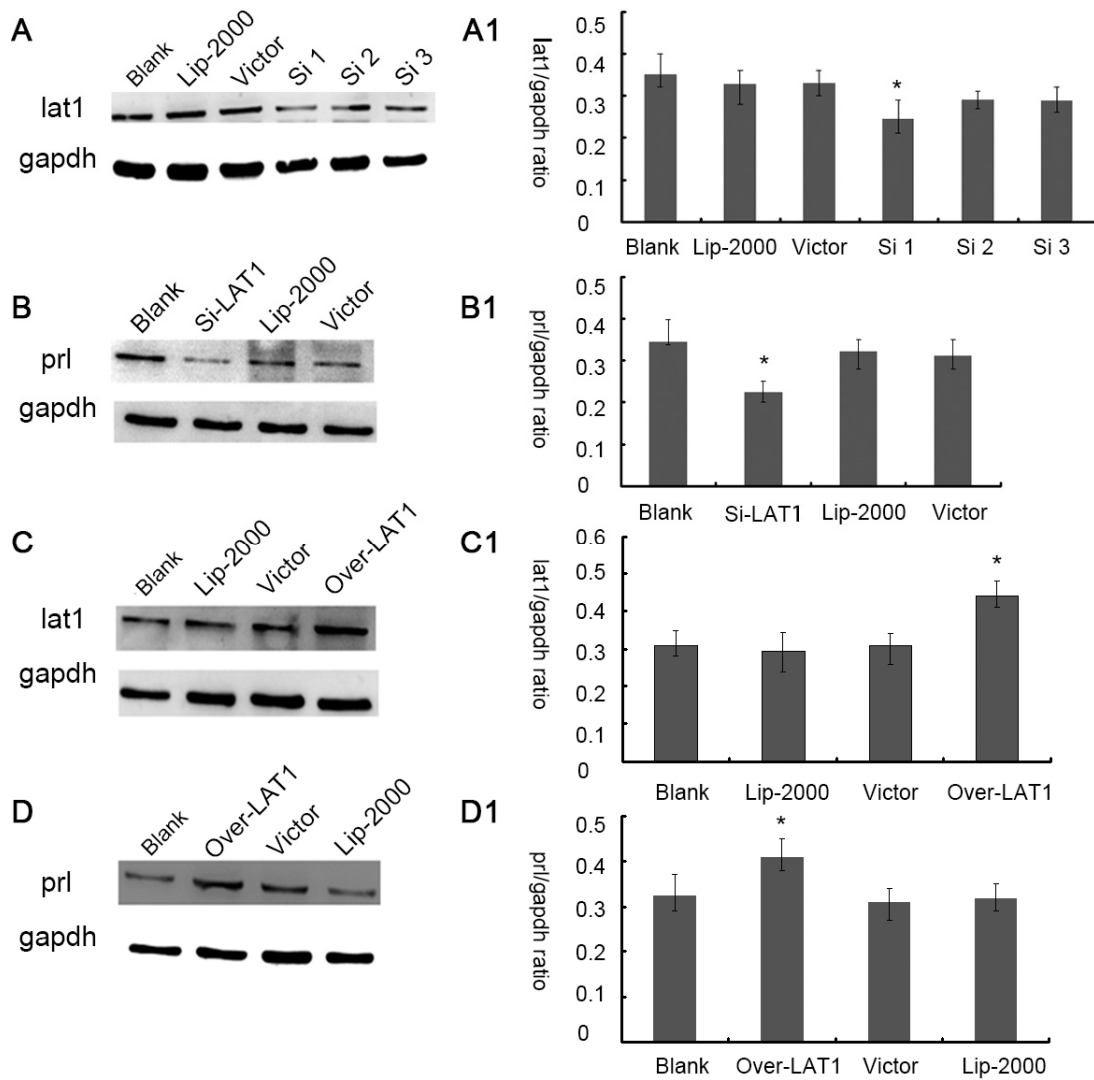 A
Blank Lip-2000 Victor Si 1 Si 2 Si 3
lat1
gapdh
A1
lat1/gapdh ratio
0.5
0.4
0.3
0.2
0.1
0
*
Blank Lip-2000 Victor Si 1 Si 2 Si 3
B
Blank Si-LAT1 Lip-2000 Victor
prl
gapdh
B1
prl/gapdh ratio
0.5
0.4
0.3
0.2
0.1
0
*
Blank Si-LAT1 Lip-2000 Victor
C
Blank Lip-2000 Victor Over-LAT1
lat1
gapdh
C1
lat1/gapdh ratio
0.6
0.5
0.4
0.3
0.2
0.1
0
*
Blank Lip-2000 Victor Over-LAT1
D
Blank Over-LAT1 Victor Lip-2000
prl
gapdh
D1
prl/gapdh ratio
0.5
0.4
0.3
0.2
0.1
0
*
Blank Over-LAT1 Victor Lip-2000